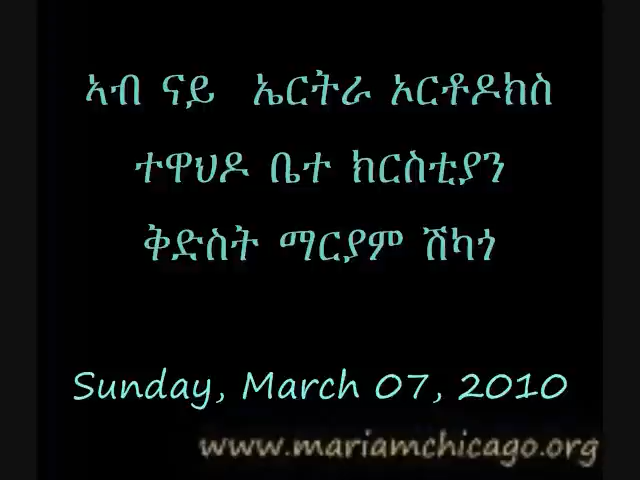 ኣብ ናይ ኤርትራ ኦርቶዶክስ
ተዋህዶ ቤተ ክርስቲያን
ቅድስት ማርያም ሽካጎ
Sunday, March 07, 2010
www.mariamchicago.org